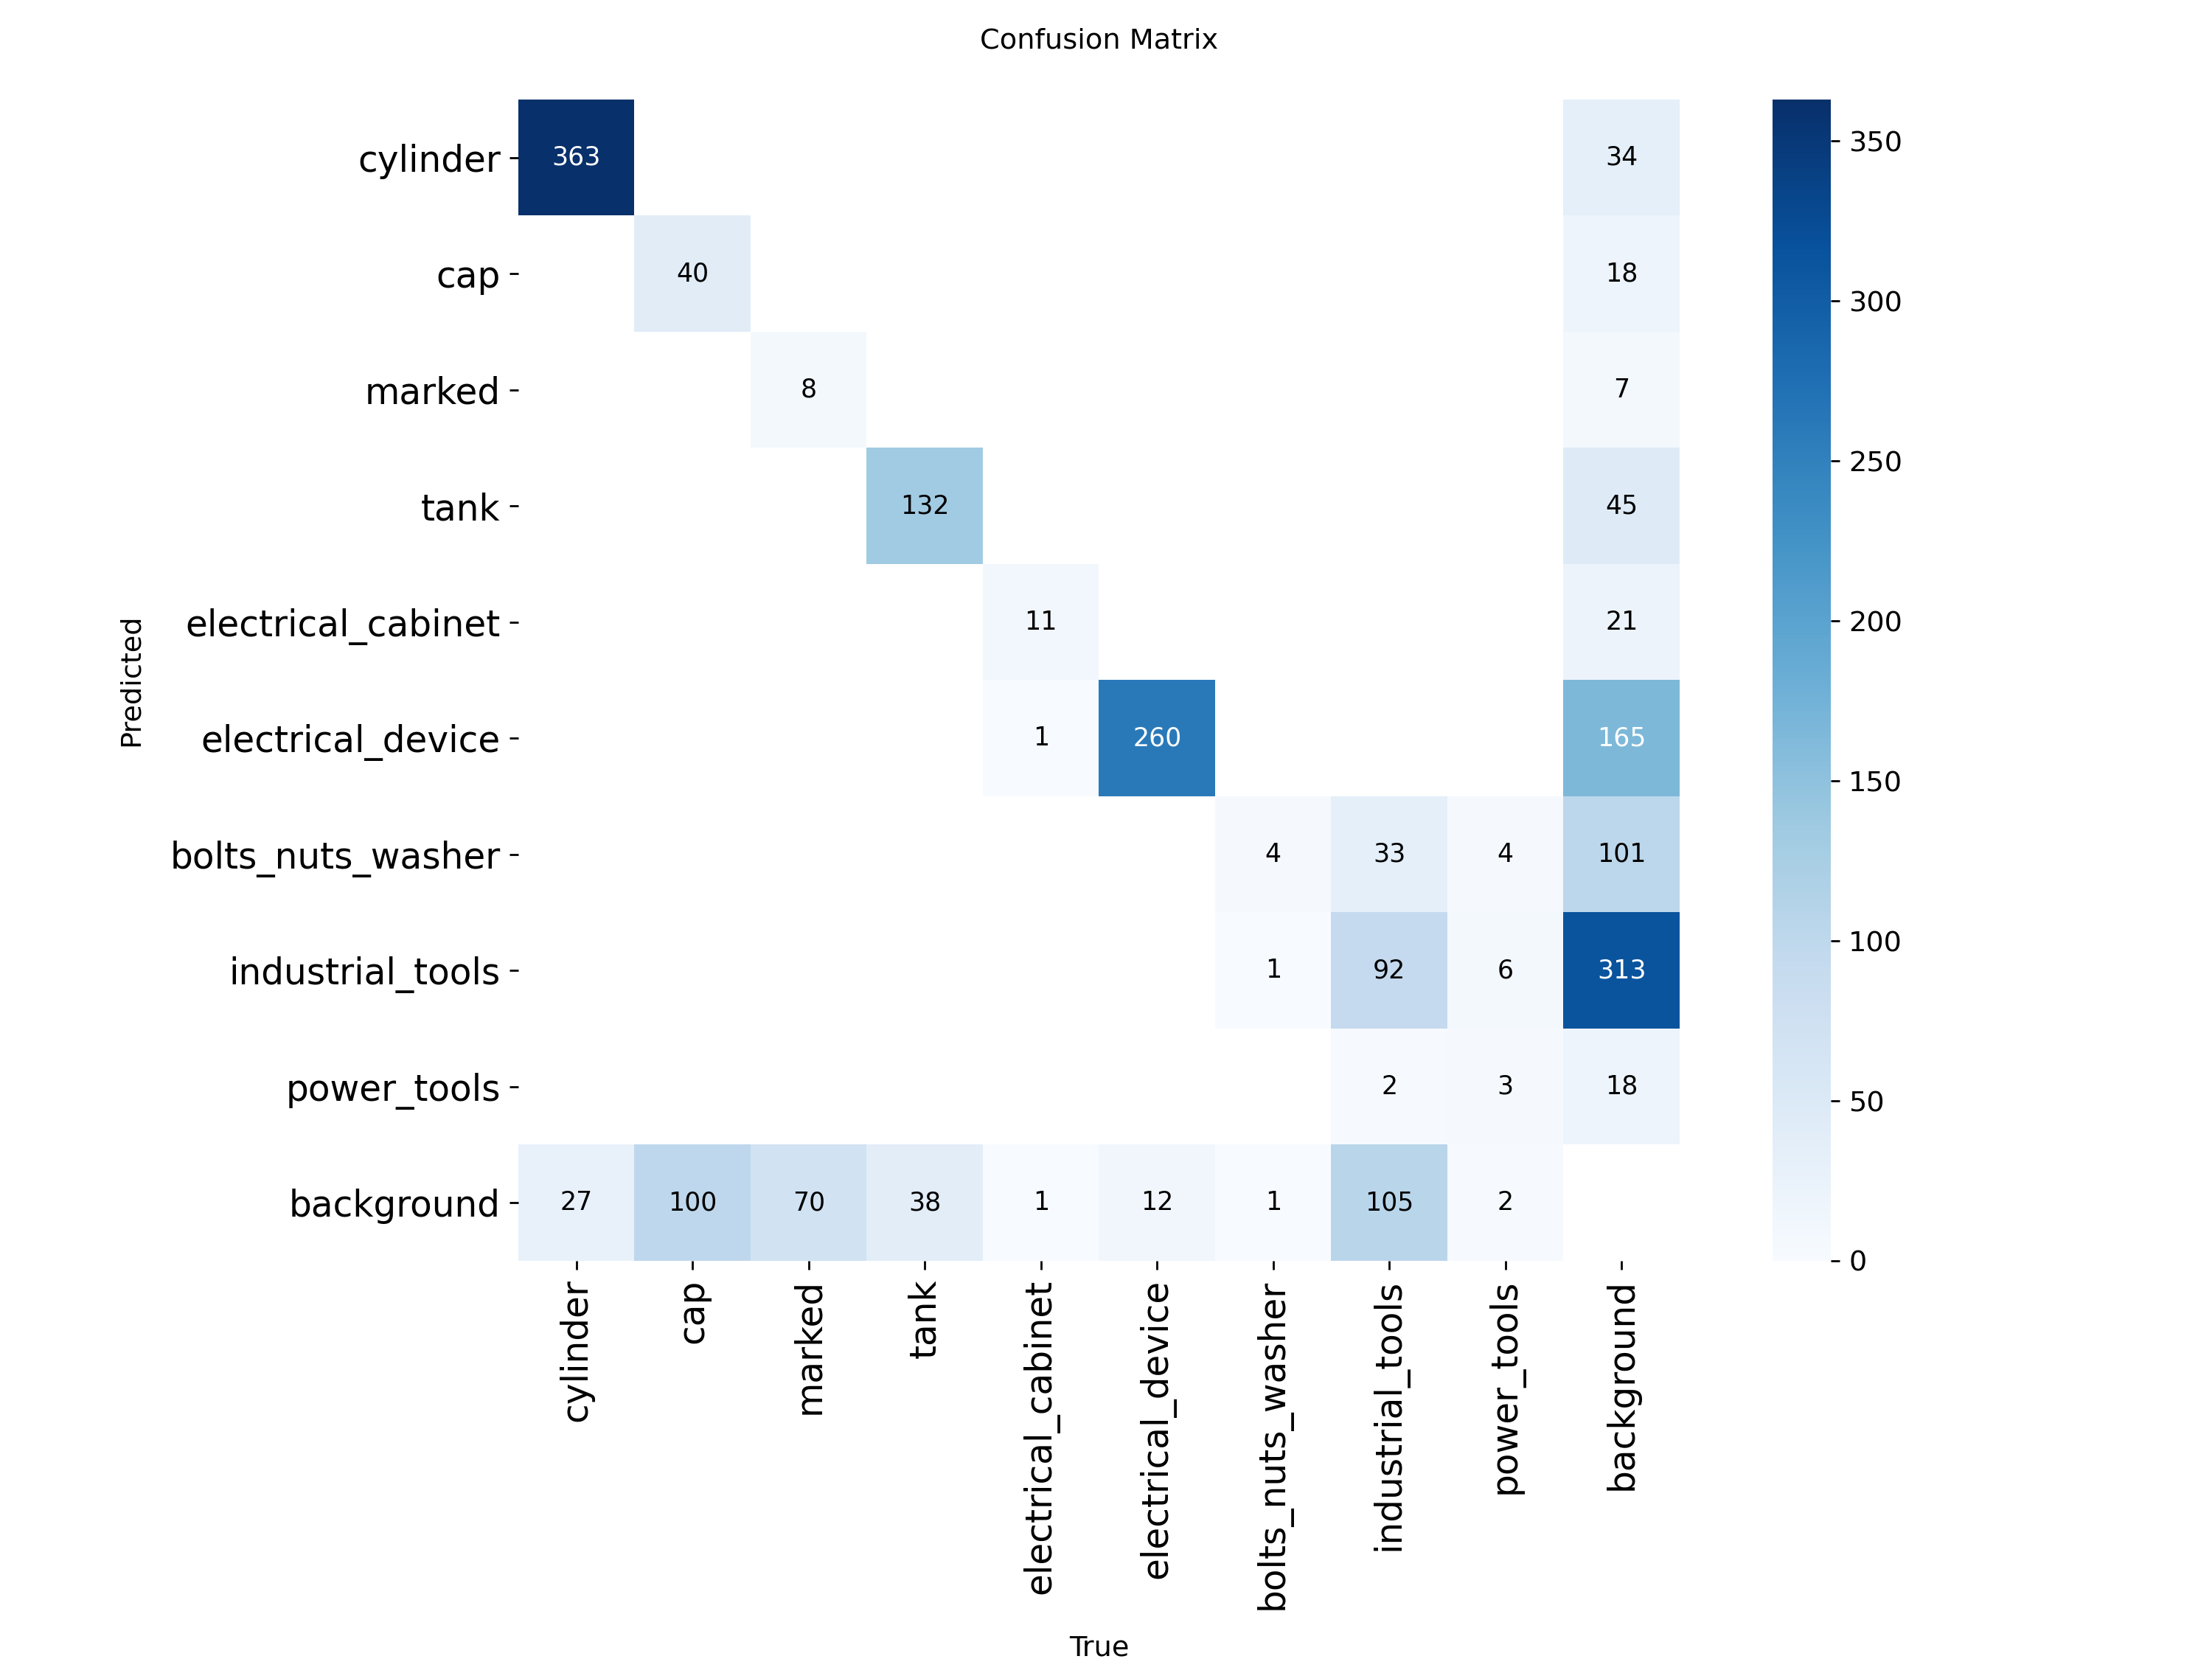 Confusion Matrix
Predicted
cylinder 363 34
cap 40 18
marked 8 7
tank 132 45
electrical_cabinet 11 21
electrical_device 1 260 165
bolts_nuts_washer 4 33 4 101
industrial_tools 1 92 6 313
power_tools 2 3 18
background 27 100 70 38 1 12 1 105 2
cylinder
cap
marked
tank
electrical_cabinet
electrical_device
bolts_nuts_washer
industrial_tools
power_tools
background
True
350
300
250
200
150
100
50
0